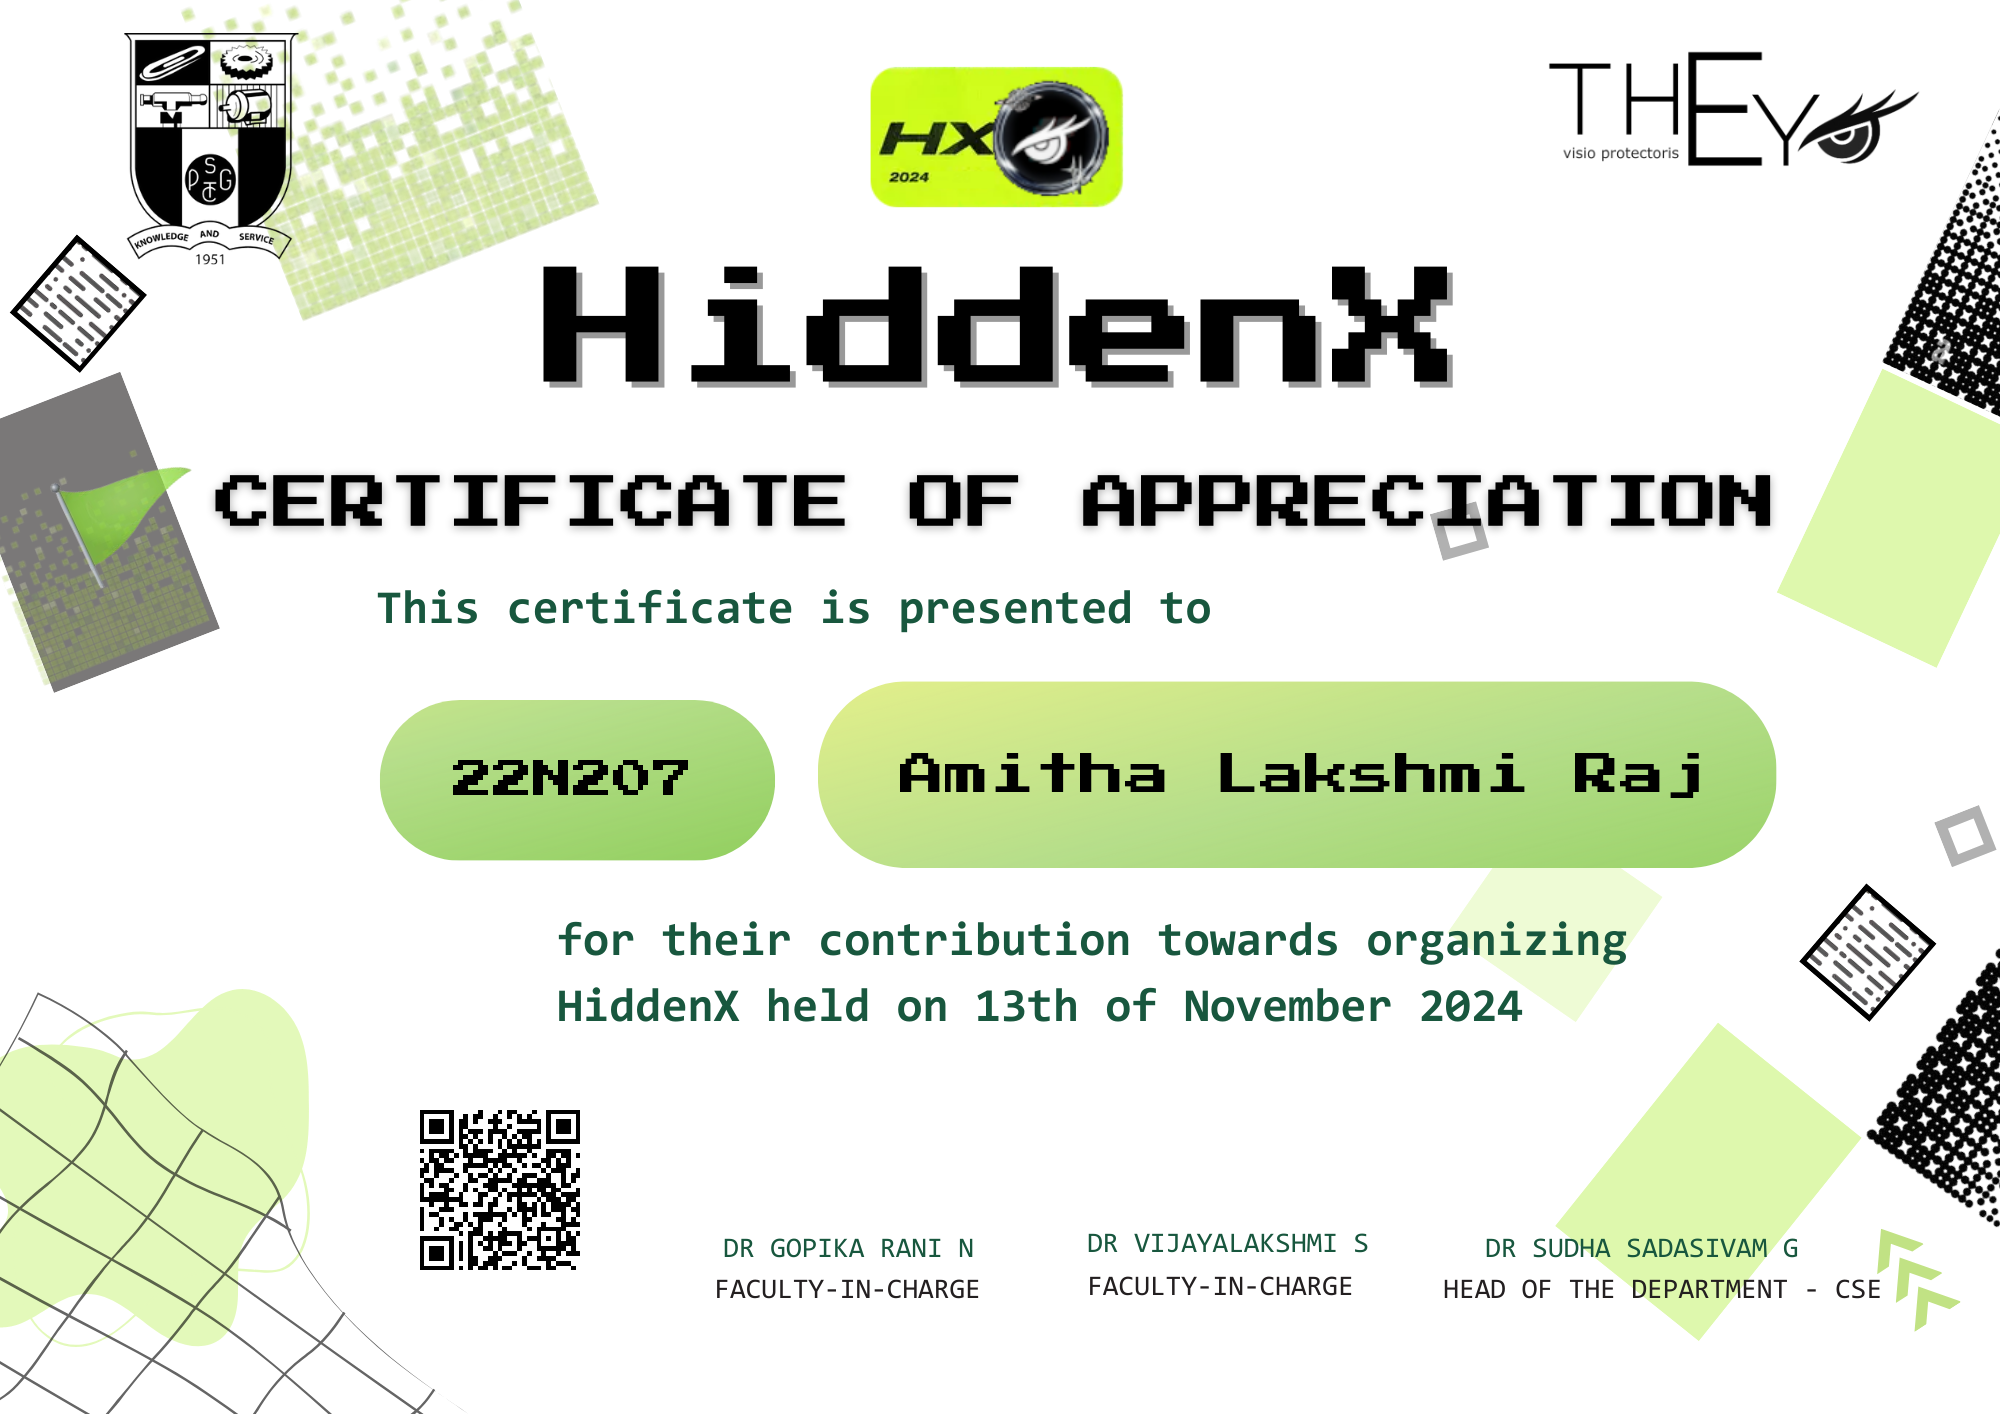 KNOWLEDGE AND SERVICE
1951
HX
2024
THEY
visio protectoris
HiddenX
CERTIFICATE OF APPRECIATION
This certificate is presented to
22N207
Amitha Lakshmi Raj
for their contribution towards organizing
HiddenX held on 13th of November 2024
DR GOPIKA RANI N
FACULTY-IN-CHARGE
DR VIJAYALAKSHMI S
FACULTY-IN-CHARGE
DR SUDHA SADASIVAM G
HEAD OF THE DEPARTMENT - CSE